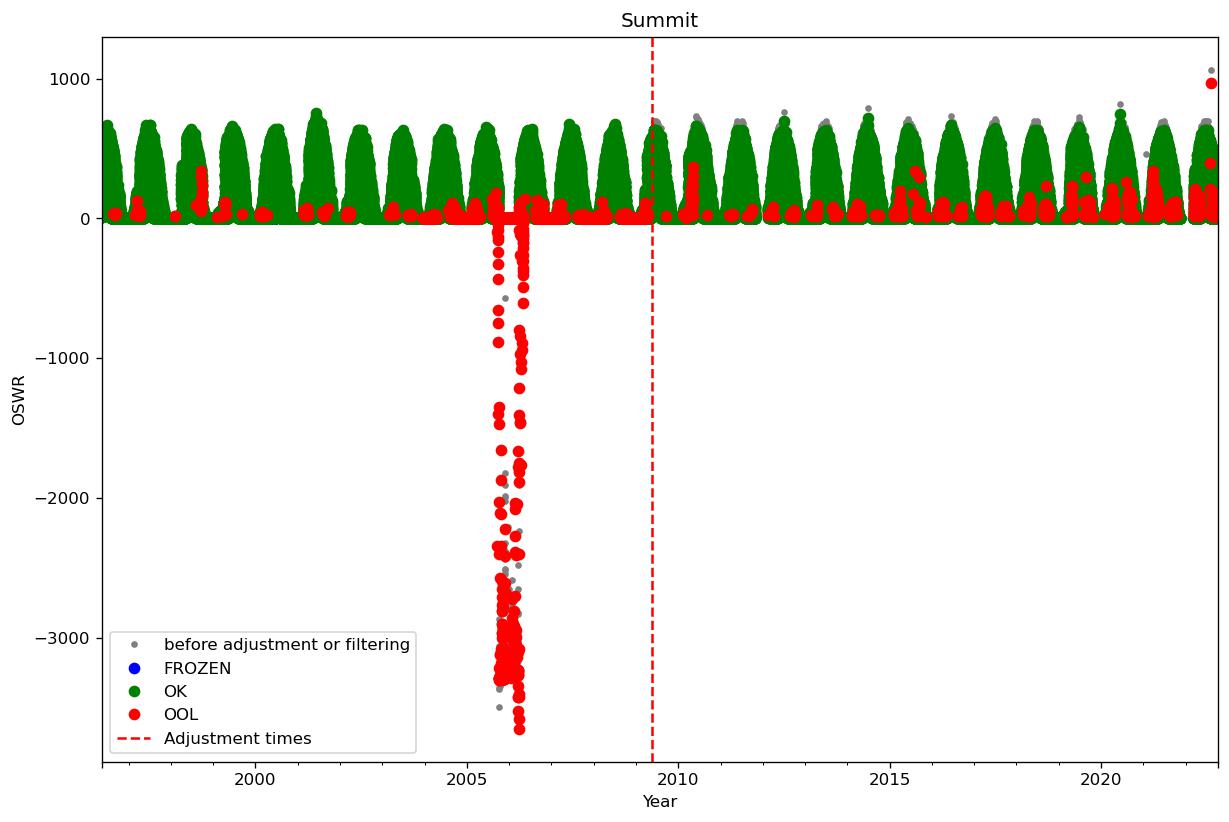 Summit
1000
0
−1000
−2000
−3000
OSWR
before adjustment or filtering
FROZEN
OK
OOL
Adjustment times
2000
2005
2010
2015
2020
Year